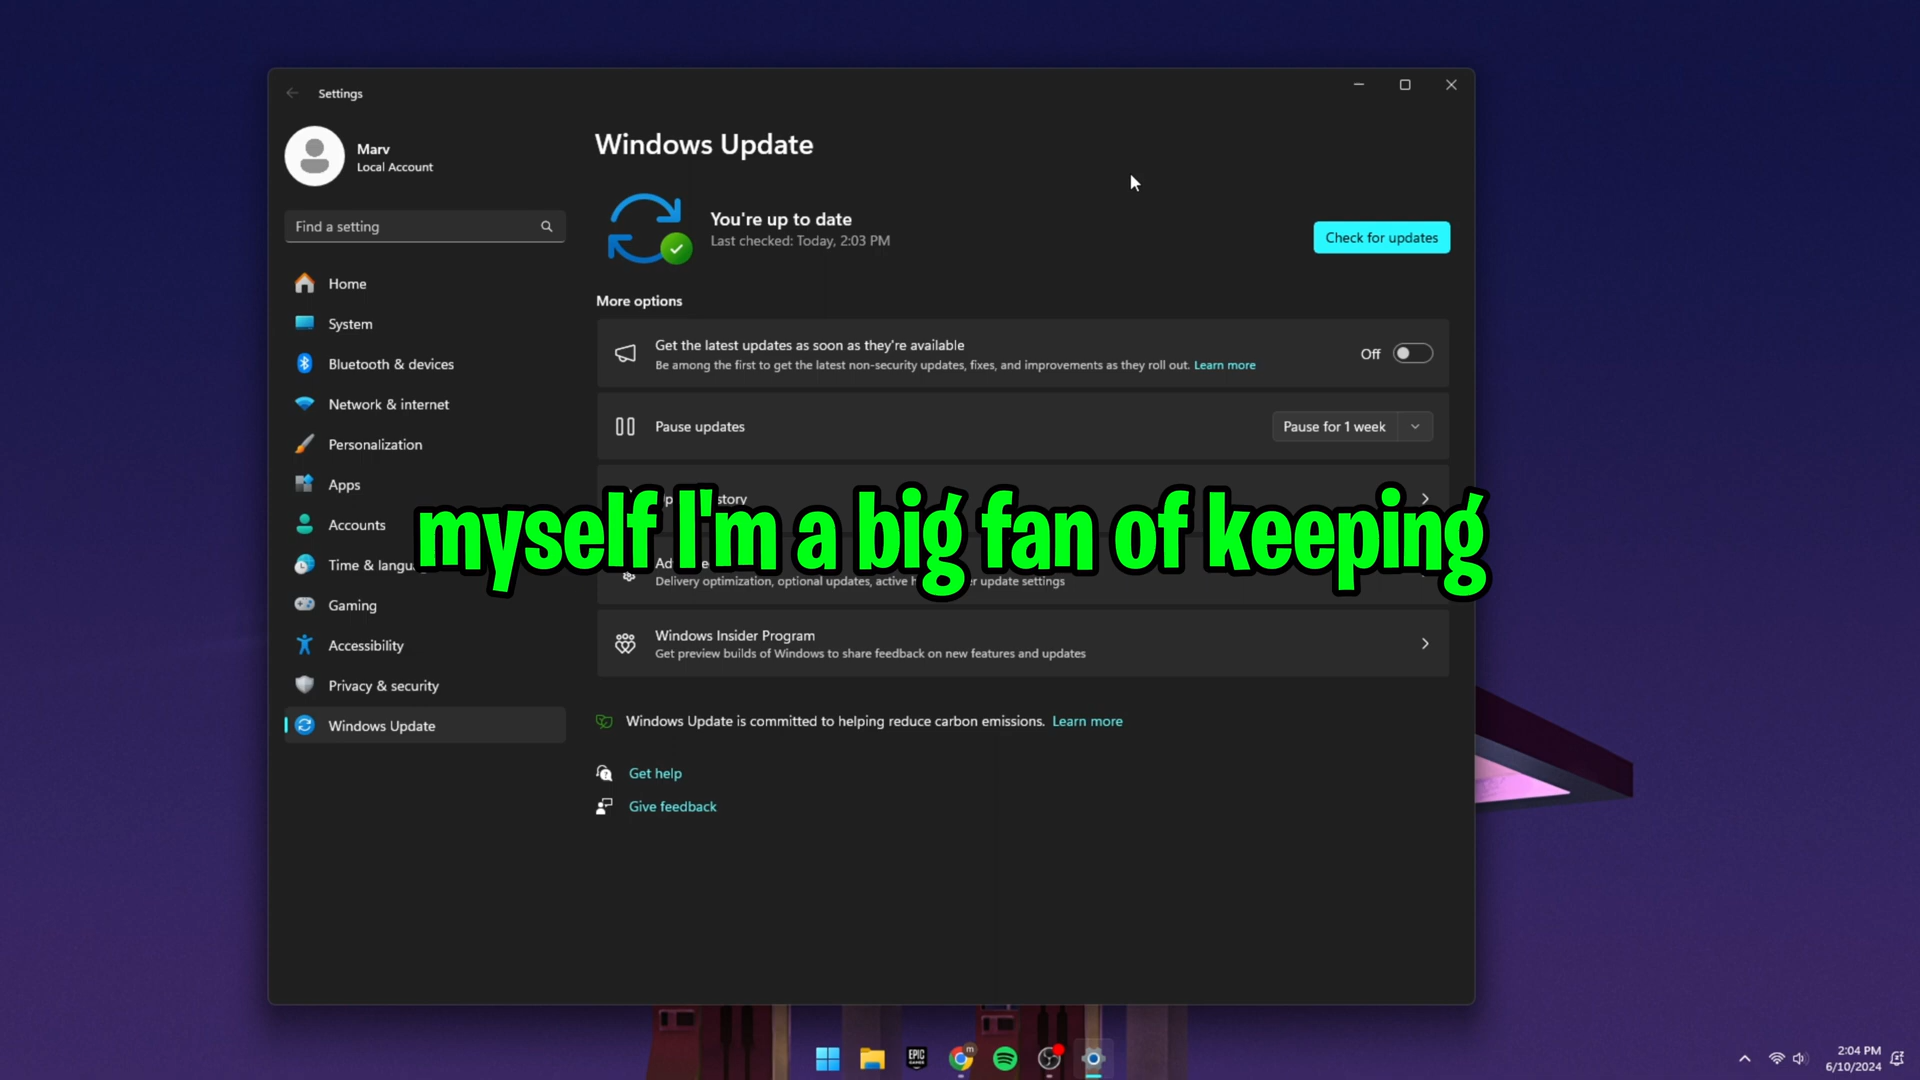 Settings
Marv
Local Account
Find a setting
Home
System
Bluetooth & devices
Network & internet
Personalization
Apps
Accounts
Time &
Gaming
Accessibility
Privacy & security
Windows Update
Windows Update
You're up to date
Last checked: Today, 2:03 PM
Check for updates
More options
Get the latest updates as soon as they're available
Be among the first to get the latest non-security updates, fixes, and improvements as they roll out. Learn more
Off
Pause updates
Pause for 1 week
myself I'm a big fan of keeping
Delivery optimization, optional updates, active update settings
Windows Insider Program
Get preview builds of Windows to share feedback on new features and updates
Windows Update is committed to helping reduce carbon emissions. Learn more
Get help
Give feedback
EPIC
GAMES
m
2:04 PM
6/10/2024